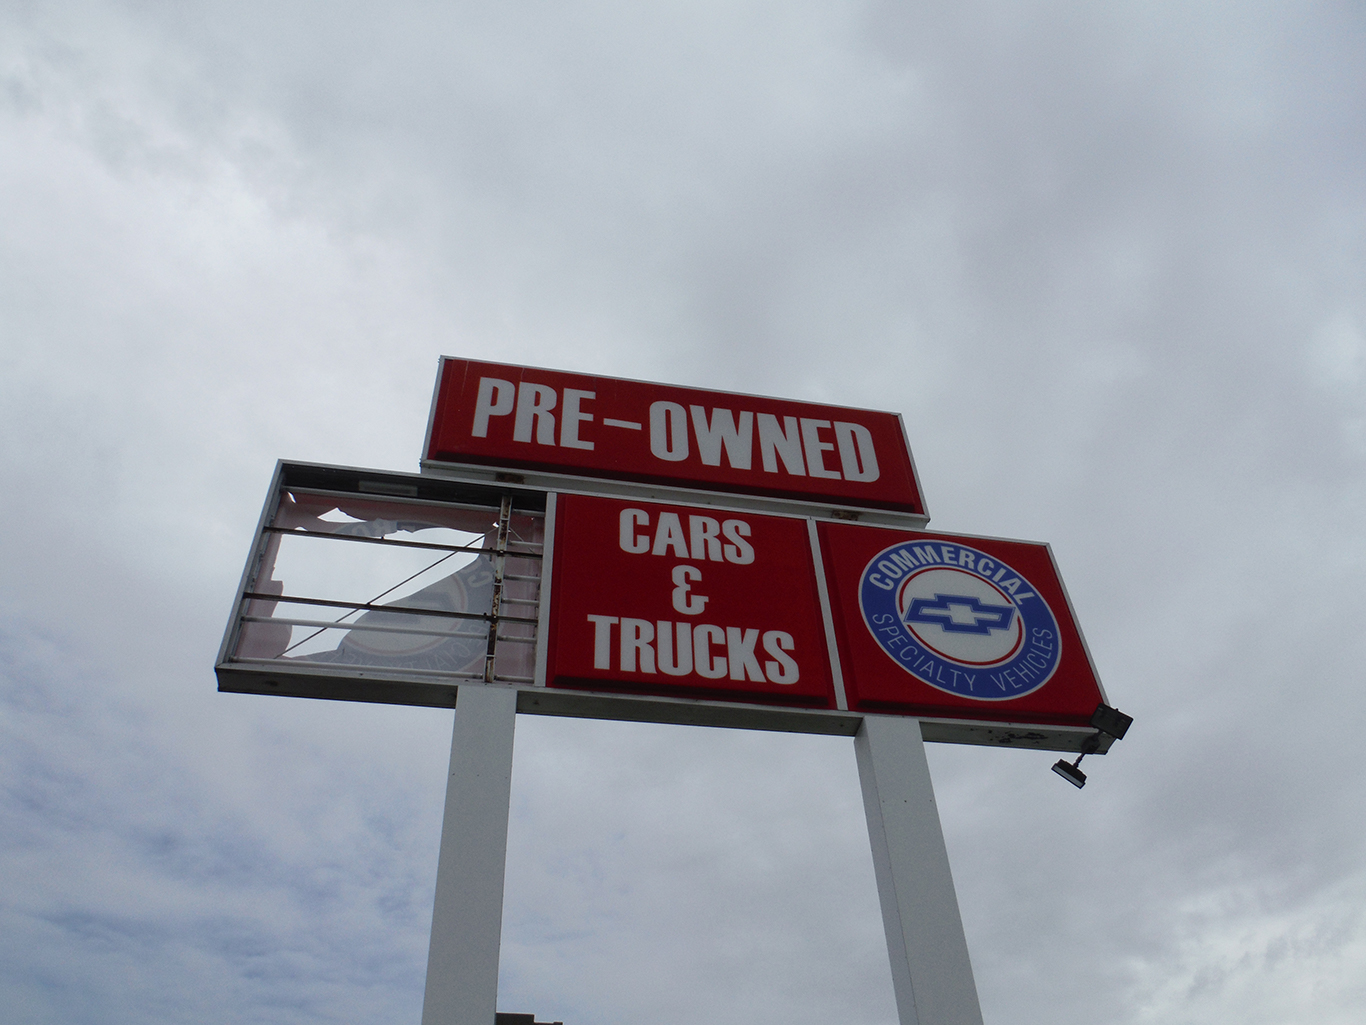 PRE-OWNED
CARS
&
TRUCKS
COMMERCIAL
SPECIALTY VEHICLES